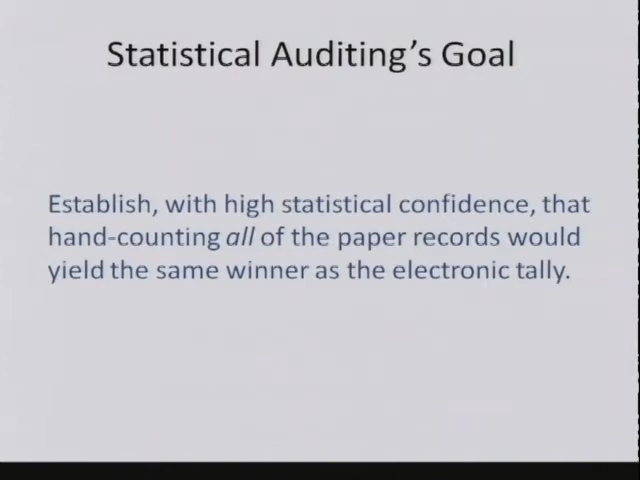 Statistical Auditing’s Goal
Establish, with high statistical confidence, that
hand-counting all of the paper records would
yield the same winner as the electronic tally.